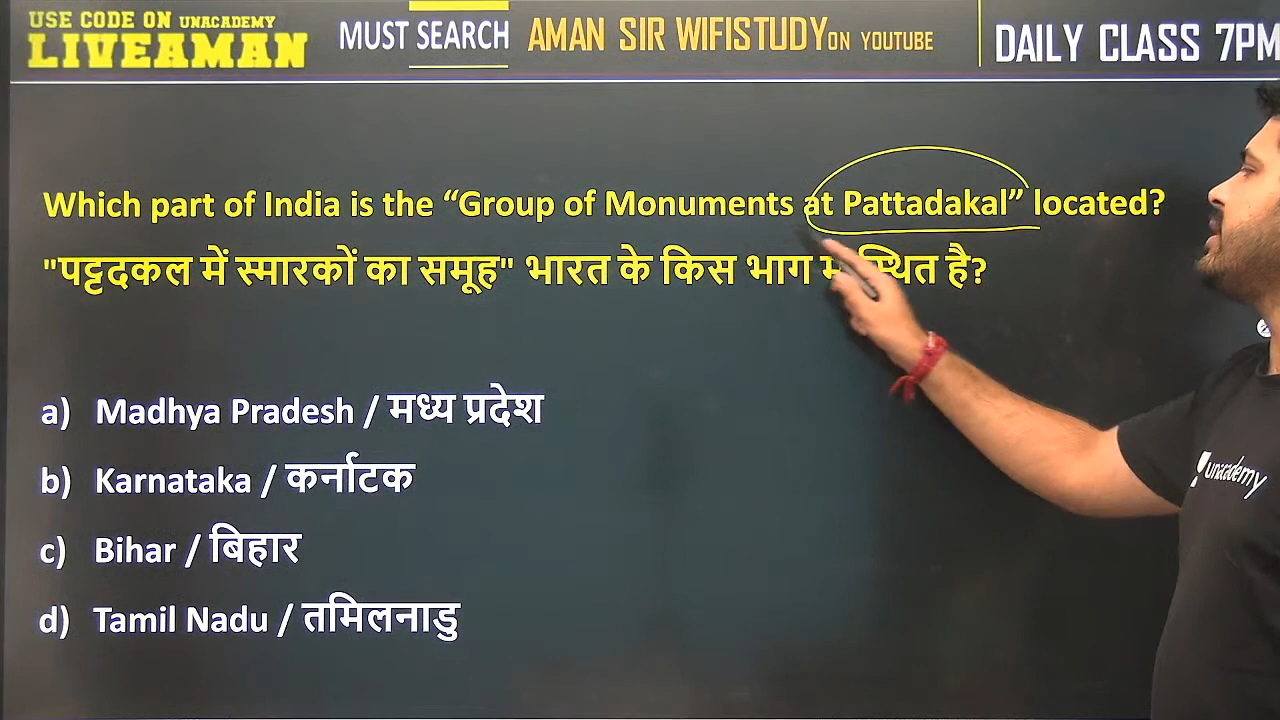 USE CODE ON UNACADEMY
LIVEAMAN
MUST SEARCH AMAN SIR WIFISTUDY ON YOUTUBE
DAILY CLASS 7PM
Which part of India is the “Group of Monuments at Pattadakal” located?
"पट्टदकल में स्मारकों का समूह" भारत के किस भाग स्थित है?
a) Madhya Pradesh / मध्य प्रदेश
b) Karnataka / कर्नाटक
c) Bihar / बिहार
d) Tamil Nadu / तमिलनाडु
unacademy